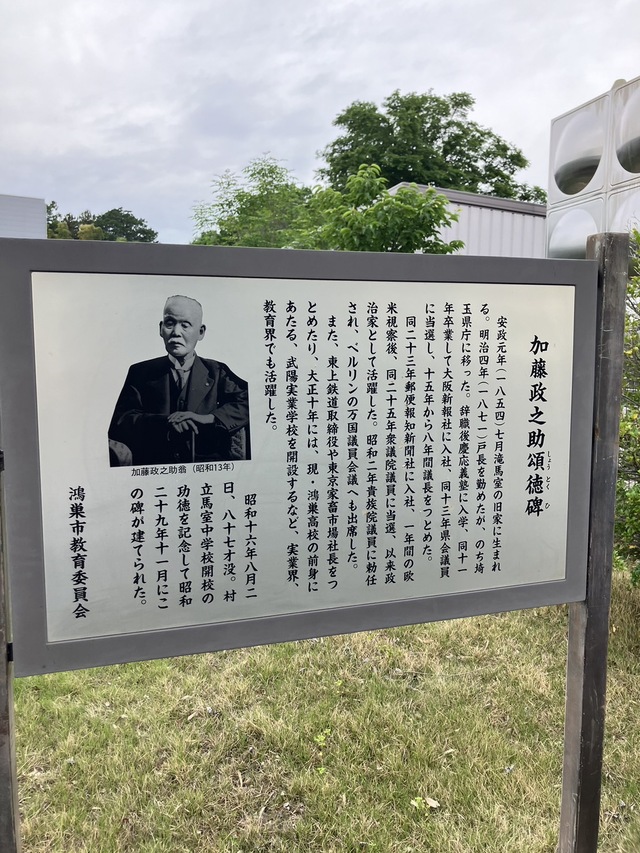 加藤政之助頌徳碑
しょうとくひ
安政元年(一八五四)七月滝馬室の旧家に生まれ
る。明治四年(一八七一)戸長を勤めたが、のち埼
玉県庁に移った。辞職後慶応義塾に入学、同十一
年卒業して大阪新報社に入社、同十三年県会議員
に当選し、十五年から八年間議長をつとめた。
同二十三年郵便報知新聞社に入社、一年間の欧
米視察後、同二十五年衆議院議員に当選、以来政
治家として活躍した。昭和二年貴族院議員に勅任
され、ベルリンの万国議員会議へも出席した。
また、東上鉄道取締役や東京家畜市場社長をつ
とめたり、大正十年には、現・鴻巣高校の前身に
あたる、武陽実業学校を開設するなど、実業界、
教育界でも活躍した。
加藤政之助翁(昭和13年)
昭和十六年八月二
日、八十七才没。村
立馬室中学校開校の
功徳を記念して昭和
二十九年十一月にこ
の碑が建てられた。
鴻巣市教育委員会